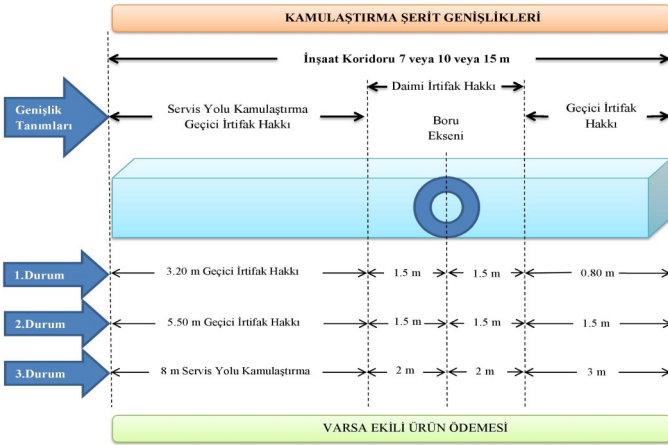 KAMULAŞTIRMA ŞERİT GENİŞLİKLERİ
İnşaat Koridoru 7 veya 10 veya 15 m
Daimi İrtifak Hakkı
Genişlik
Tanımları
Servis Yolu Kamulaştırma
Geçici İrtifak Hakkı
Boru
Ekseni
Geçici İrtifak
Hakkı
1.Durum 3.20 m Geçici İrtifak Hakkı 1.5 m 1.5 m 0.80 m
2.Durum 5.50 m Geçici İrtifak Hakkı 1.5 m 1.5 m 1.5 m
3.Durum 8 m Servis Yolu Kamulaştırma 2 m 2 m 3 m
VARSA EKİLİ ÜRÜN ÖDEMESİ